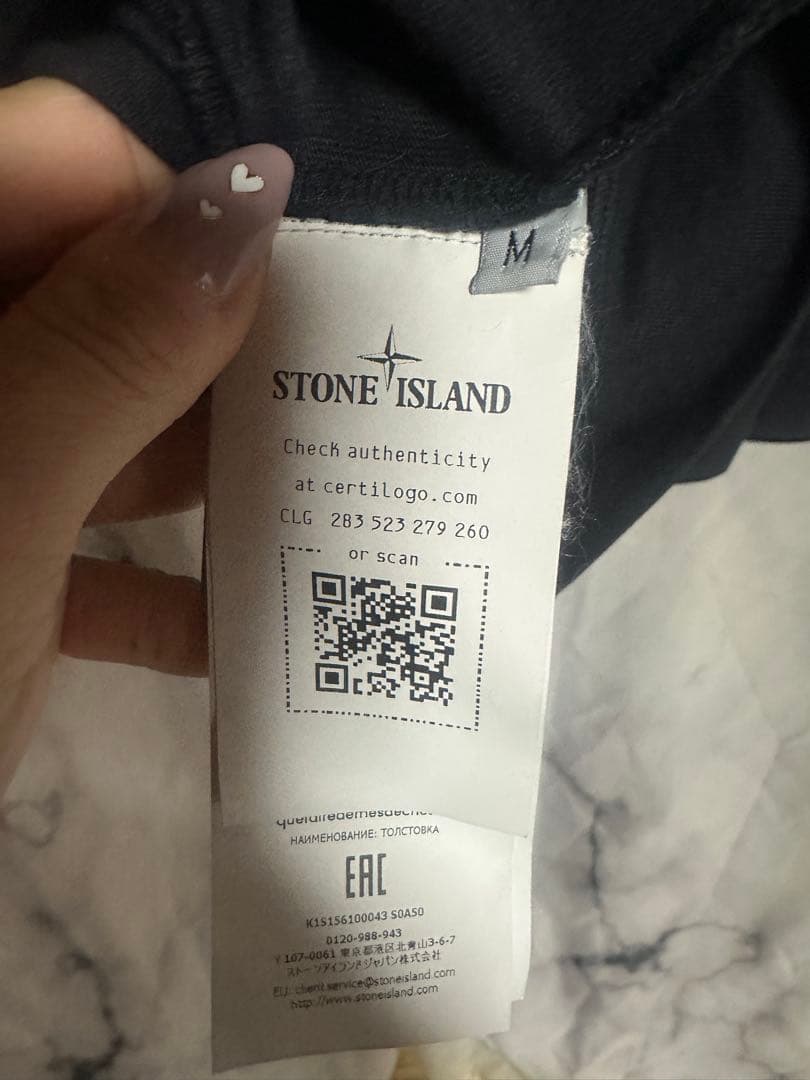 M
STONE ISLAND
Check authenticity
at certilogo.com
CLG 283 523 279 260
or scan
НАИМЕНОВАНИЕ: ТОЛСТОВКА
EAC
K1S156100043 S0A50
0120-988-943
〒107-0061 東京都港区北青山3-6-7
ストーンアイランドジャパン株式会社
EU: client.service@stoneisland.com
http://www.stoneisland.com